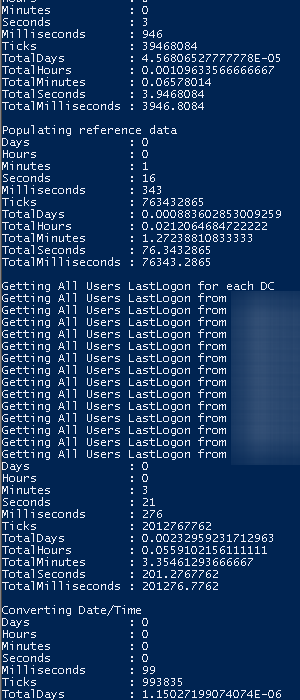 Minutes : 0
Seconds : 3
Milliseconds : 946
Ticks : 39468084
TotalDays : 4.56806527777778E-05
TotalHours : 0.00109633566666667
TotalMinutes : 0.06578014
TotalSeconds : 3.9468084
TotalMilliseconds : 3946.8084
Populating reference data
Days : 0
Hours : 0
Minutes : 1
Seconds : 16
Milliseconds : 343
Ticks : 763432865
TotalDays : 0.000883602853009259
TotalHours : 0.0212064684722222
TotalMinutes : 1.27238810833333
TotalSeconds : 76.3432865
TotalMilliseconds : 76343.2865
Getting All Users LastLogon for each DC
Getting All Users LastLogon from
Getting All Users LastLogon from
Getting All Users LastLogon from
Getting All Users LastLogon from
Getting All Users LastLogon from
Getting All Users LastLogon from
Getting All Users LastLogon from
Getting All Users LastLogon from
Getting All Users LastLogon from
Getting All Users LastLogon from
Getting All Users LastLogon from
Getting All Users LastLogon from
Getting All Users LastLogon from
Getting All Users LastLogon from
Days : 0
Hours : 0
Minutes : 3
Seconds : 21
Milliseconds : 276
Ticks : 2012767762
TotalDays : 0.00232959231712963
TotalHours : 0.0559102156111111
TotalMinutes : 3.35461293666667
TotalSeconds : 201.2767762
TotalMilliseconds : 201276.7762
Converting Date/Time
Days : 0
Hours : 0
Minutes : 0
Seconds : 0
Milliseconds : 99
Ticks : 993835
TotalDays : 1.15027199074074E-06